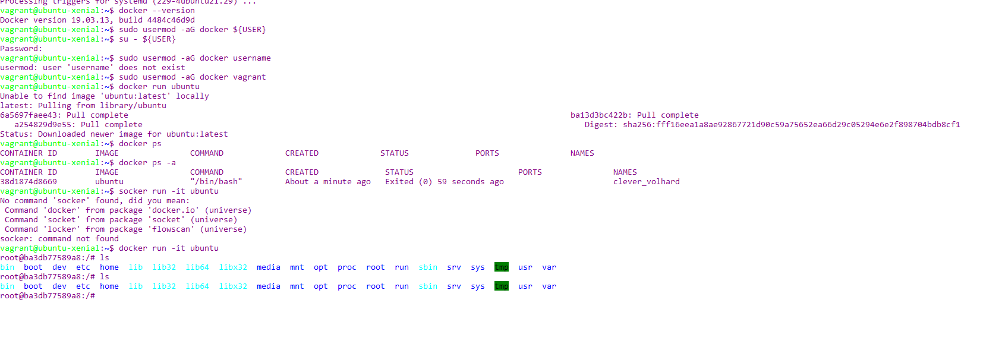 Processing triggers for systemd (229-4ubuntu21.29) ...
vagrant@ubuntu-xenial:~$ docker --version
Docker version 19.03.13, build 4484c46d9d
vagrant@ubuntu-xenial:~$ sudo usermod -aG docker ${USER}
vagrant@ubuntu-xenial:~$ su - ${USER}
Password:
vagrant@ubuntu-xenial:~$ sudo usermod -aG docker username
usermod: user 'username' does not exist
vagrant@ubuntu-xenial:~$ sudo usermod -aG docker vagrant
vagrant@ubuntu-xenial:~$ docker run ubuntu
Unable to find image 'ubuntu:latest' locally
latest: Pulling from library/ubuntu
6a5697faee43: Pull complete ba13d3bc422b: Pull complete
a254829d9e55: Pull complete Digest: sha256:fff16eea1a8ae92867721d90c59a75652ea66d29c05294e6e2f898704bdb8cf1
Status: Downloaded newer image for ubuntu:latest
vagrant@ubuntu-xenial:~$ docker ps
CONTAINER ID IMAGE COMMAND CREATED STATUS PORTS NAMES
vagrant@ubuntu-xenial:~$ docker ps -a
CONTAINER ID IMAGE COMMAND CREATED STATUS PORTS NAMES
38d1874d8669 ubuntu "/bin/bash" About a minute ago Exited (0) 59 seconds ago clever_volhard
vagrant@ubuntu-xenial:~$ socker run -it ubuntu
No command 'socker' found, did you mean:
Command 'docker' from package 'docker.io' (universe)
Command 'socket' from package 'socket' (universe)
Command 'locker' from package 'flowscan' (universe)
socker: command not found
vagrant@ubuntu-xenial:~$ docker run -it ubuntu
root@ba3db77589a8:/# ls
bin boot dev etc home lib lib32 lib64 libx32 media mnt opt proc root run sbin srv sys tmp usr var
root@ba3db77589a8:/# ls
bin boot dev etc home lib lib32 lib64 libx32 media mnt opt proc root run sbin srv sys tmp usr var
root@ba3db77589a8:/#